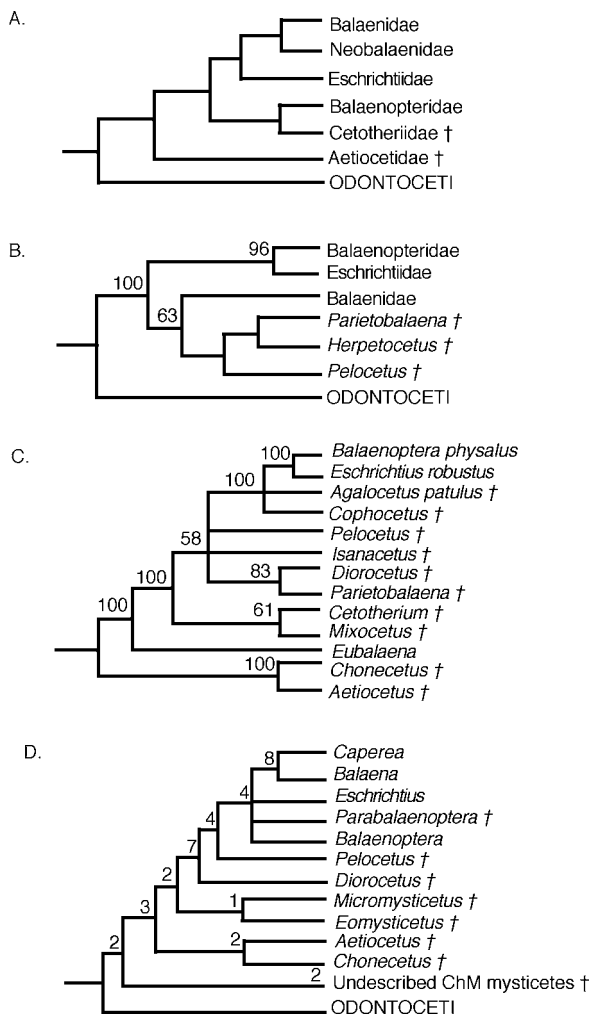 A.
Balaenidae
Neobalaenidae
Eschrichtiidae
Balaenopteridae
Cetotheriidae †
Aetiocetidae †
ODONTOCETI
B.
96
Balaenopteridae
Eschrichtiidae
100
63
Balaenidae
Parietobalaena †
Herpetocetus †
Pelocetus †
ODONTOCETI
C.
100
Balaenoptera physalus
Eschrichtius robustus
100
Agalocetus patulus †
Cophocetus †
Pelocetus †
58
Isanacetus †
83
Diorocetus †
Parietobalaena †
100
61
Cetotherium †
Mixocetus †
100
Eubalaena
100
Chonecetus †
Aetiocetus †
D.
8
Caperea
Balaena
4
Eschrichtius
Parabalaenoptera †
4
Balaenoptera
7
Pelocetus †
2
Diorocetus †
1
Micromysticetus †
3
Eomysticetus †
2
Aetiocetus †
2
Chonecetus †
2
Undescribed ChM mysticetes †
ODONTOCETI